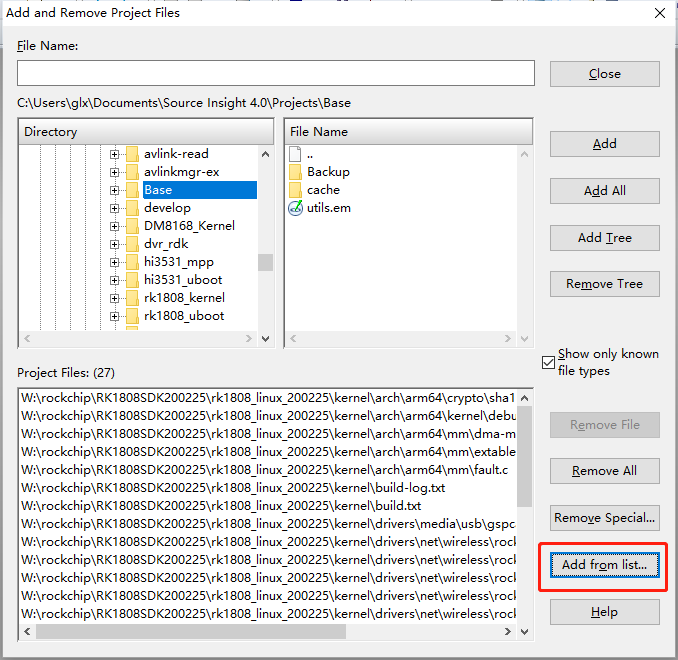 Add and Remove Project Files
File Name:
Close
C:\Users\glx\Documents\Source Insight 4.0\Projects\Base
Directory
File Name
avlink-read
avlinkmgr-ex
Base
develop
DM8168_Kernel
dvr_rdk
hi3531_mpp
hi3531_uboot
rk1808_kernel
rk1808_uboot
..
Backup
cache
utils.em
Add
Add All
Add Tree
Remove Tree
Show only known
file types
Project Files: (27)
W:\rockchip\RK1808SDK200225\rk1808_linux_200225\kernel\arch\arm64\crypto\sha1
W:\rockchip\RK1808SDK200225\rk1808_linux_200225\kernel\arch\arm64\kernel\debu
W:\rockchip\RK1808SDK200225\rk1808_linux_200225\kernel\arch\arm64\mm\dma-m
W:\rockchip\RK1808SDK200225\rk1808_linux_200225\kernel\arch\arm64\mm\extable
W:\rockchip\RK1808SDK200225\rk1808_linux_200225\kernel\arch\arm64\mm\fault.c
W:\rockchip\RK1808SDK200225\rk1808_linux_200225\kernel\build-log.txt
W:\rockchip\RK1808SDK200225\rk1808_linux_200225\kernel\build.txt
W:\rockchip\RK1808SDK200225\rk1808_linux_200225\kernel\drivers\media\usb\gspc
W:\rockchip\RK1808SDK200225\rk1808_linux_200225\kernel\drivers\net\wireless\rock
W:\rockchip\RK1808SDK200225\rk1808_linux_200225\kernel\drivers\net\wireless\rock
W:\rockchip\RK1808SDK200225\rk1808_linux_200225\kernel\drivers\net\wireless\rock
W:\rockchip\RK1808SDK200225\rk1808_linux_200225\kernel\drivers\net\wireless\rock
W:\rockchip\RK1808SDK200225\rk1808_linux_200225\kernel\drivers\net\wireless\rock
Remove File
Remove All
Remove Special...
Add from list...
Help